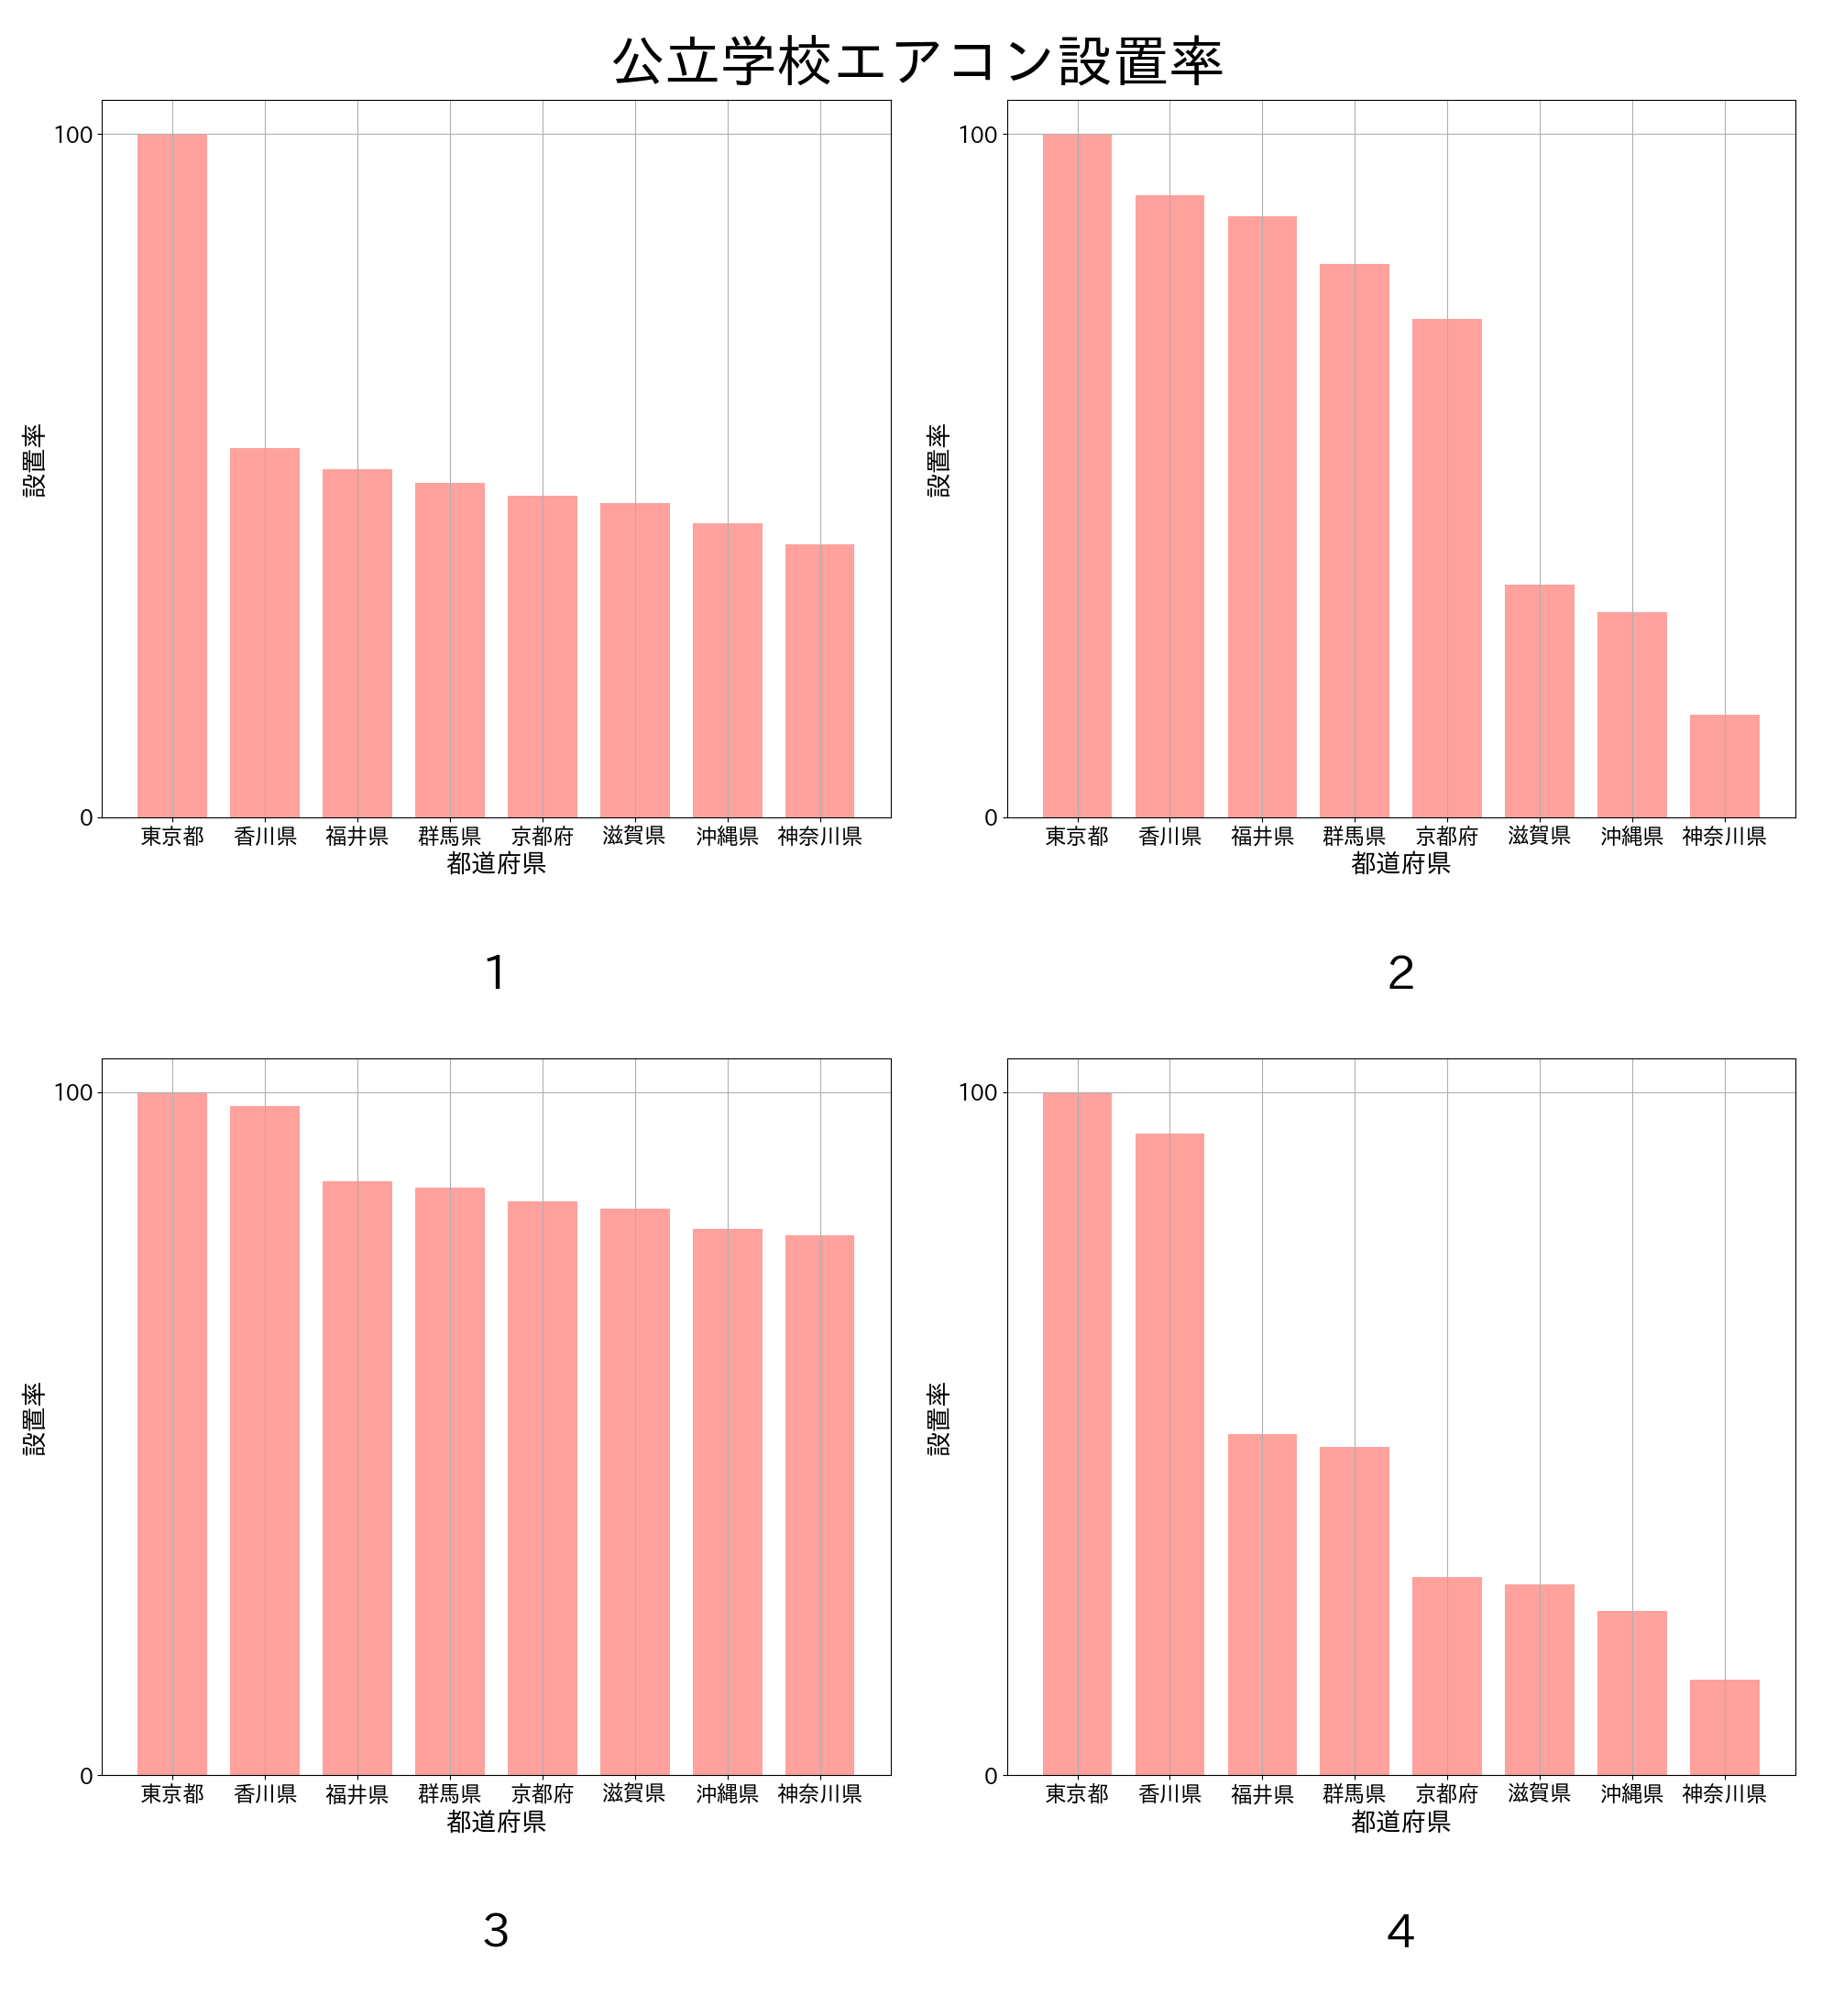 公立学校エアコン設置率
100
設置率
0
東京都 香川県 福井県 群馬県 京都府 滋賀県 沖縄県 神奈川県
都道府県
1
100
設置率
0
東京都 香川県 福井県 群馬県 京都府 滋賀県 沖縄県 神奈川県
都道府県
2
100
設置率
0
東京都 香川県 福井県 群馬県 京都府 滋賀県 沖縄県 神奈川県
都道府県
3
100
設置率
0
東京都 香川県 福井県 群馬県 京都府 滋賀県 沖縄県 神奈川県
都道府県
4